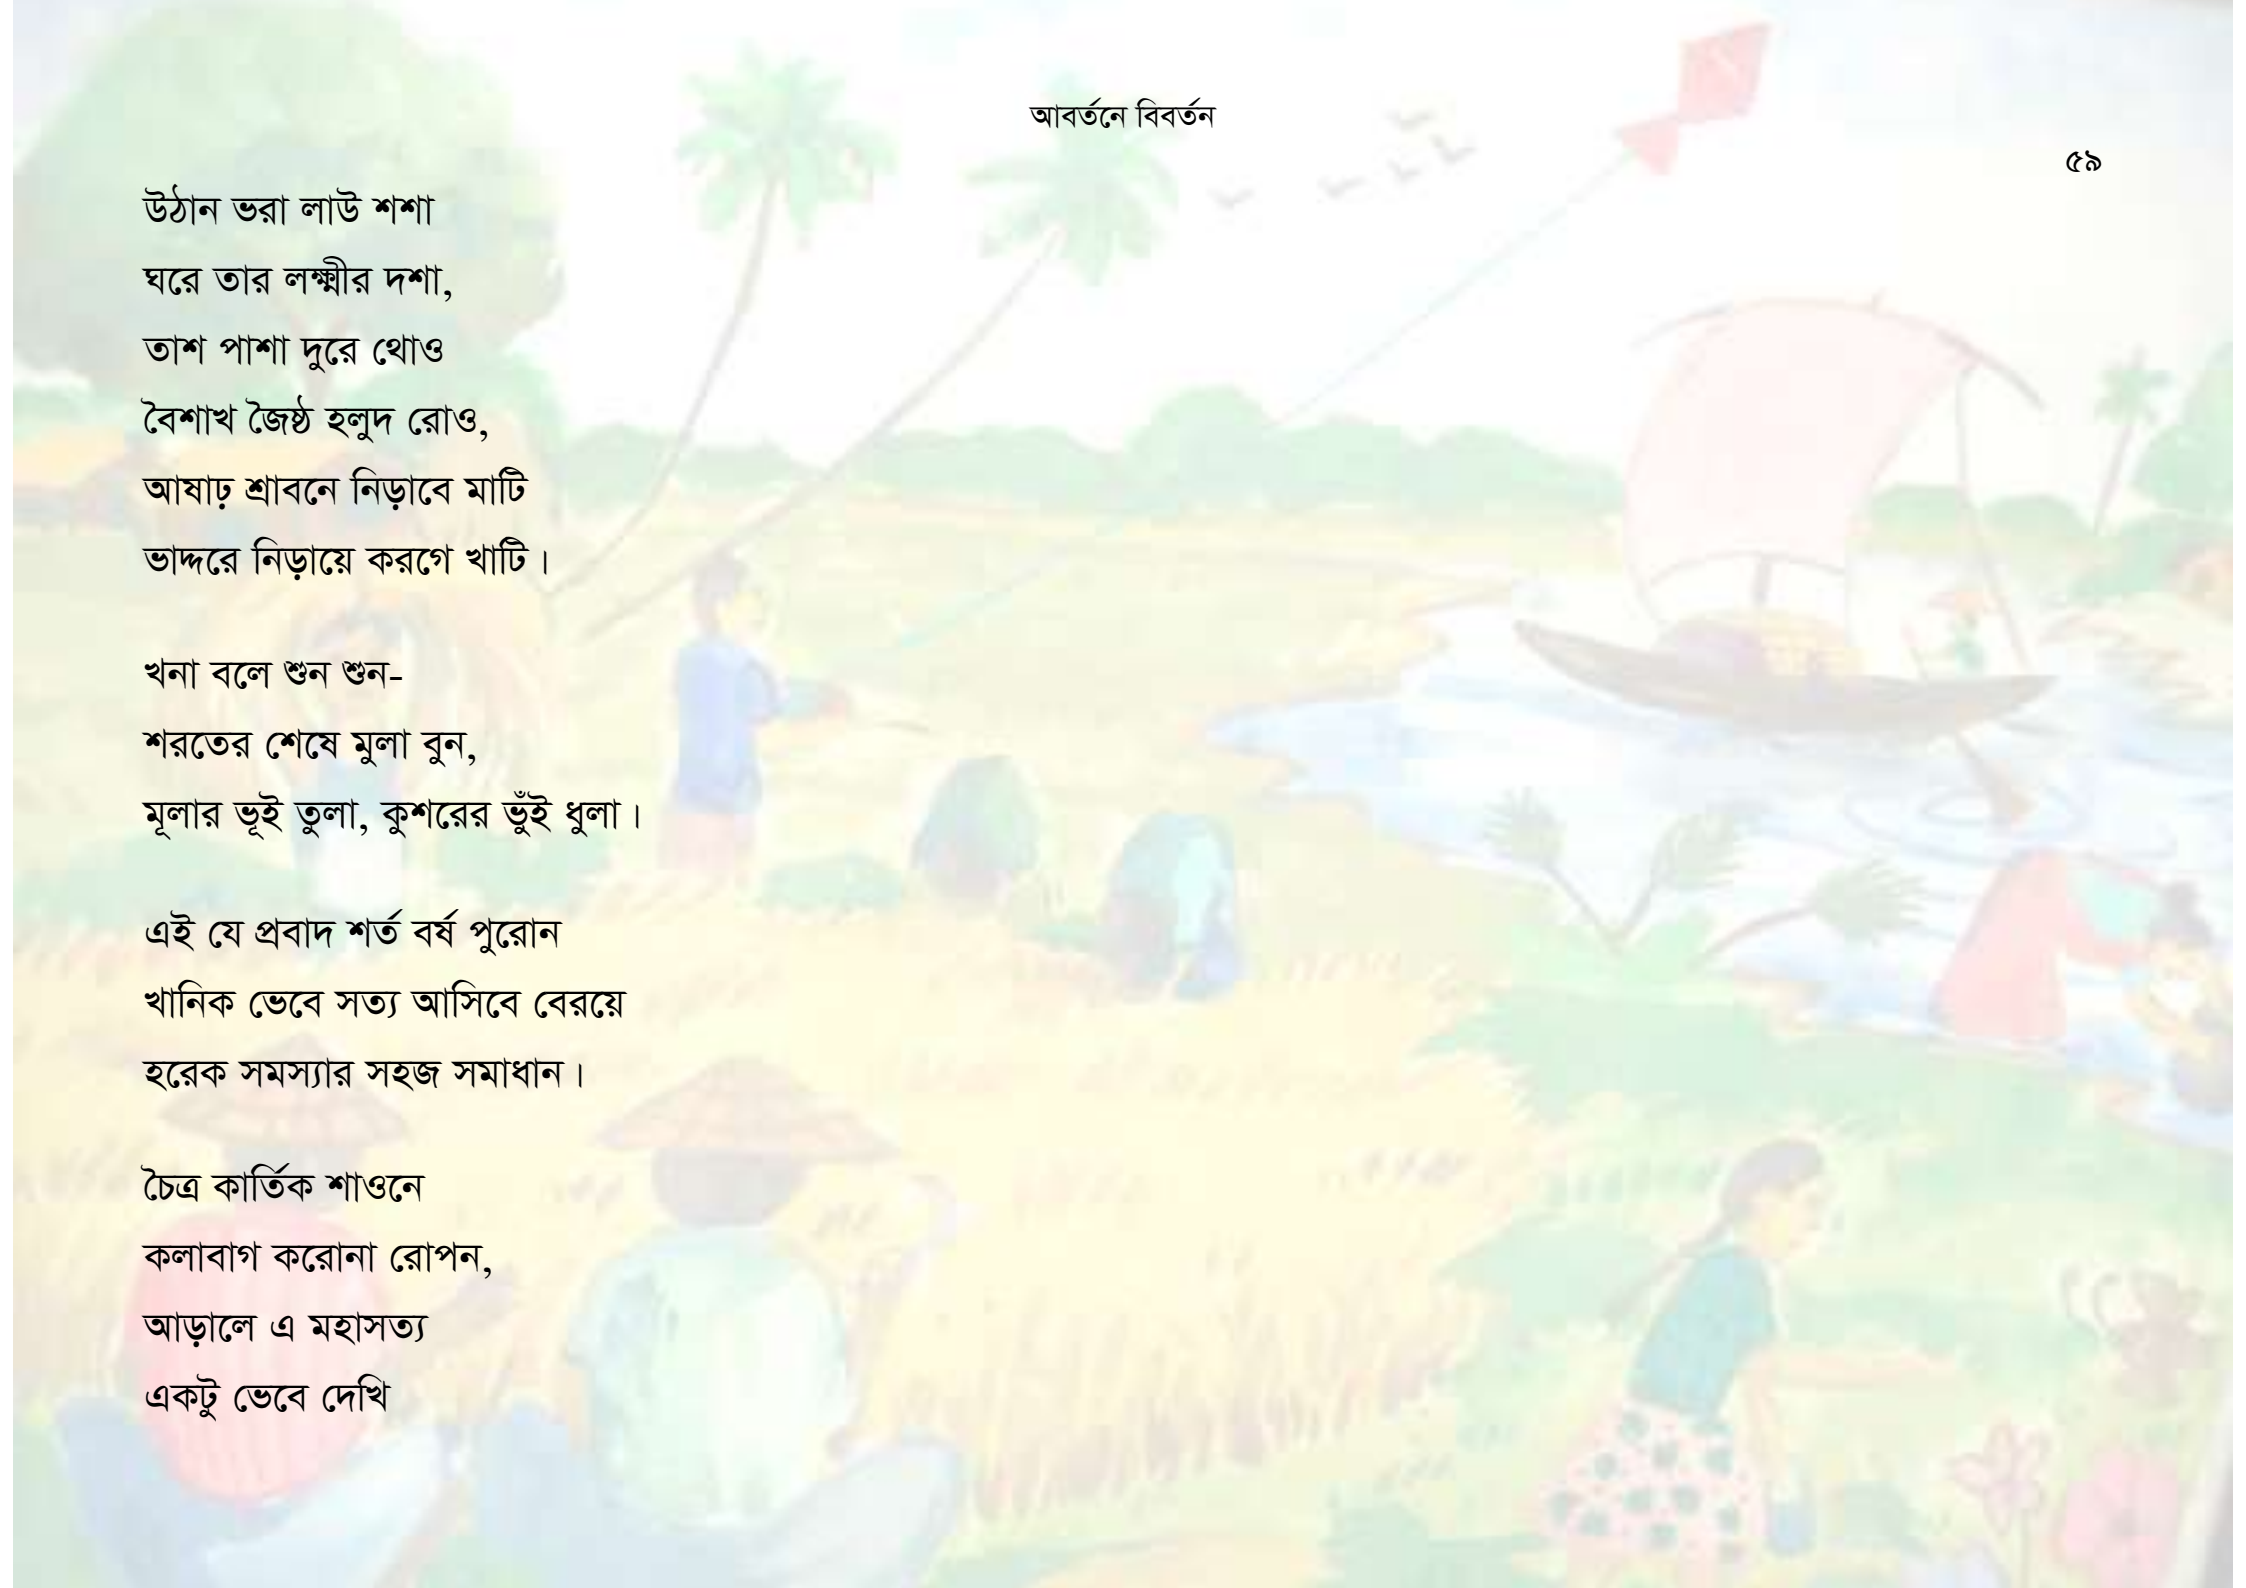 আবর্তনে বিবর্তন
৫৯
উঠান ভরা লাউ শশা
ঘরে তার লক্ষ্মীর দশা,
তাশ পাশা দুরে থোও
বৈশাখ জৈষ্ঠ হলুদ রোও,
আষাঢ় শ্রাবনে নিড়াবে মাটি
ভাদ্দরে নিড়ায়ে করগে খাটি।
খনা বলে শুন শুন-
শরতের শেষে মুলা বুন,
মূলার ভূই তুলা, কুশরের ভুঁই ধুলা।
এই যে প্রবাদ শর্ত বর্ষ পুরোন
খানিক ভেবে সত্য আসিবে বেরয়ে
হরেক সমস্যার সহজ সমাধান।
চৈত্র কার্তিক শাওনে
কলাবাগ করোনা রোপন,
আড়ালে এ মহাসত্য
একটু ভেবে দেখি